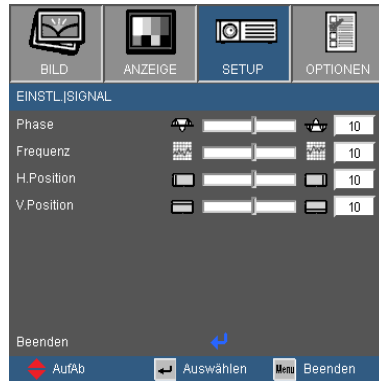 BILD ANZEIGE SETUP OPTIONEN
EINSTL.|SIGNAL
Phase 10
Frequenz 10
H.Position 10
V.Position 10
Beenden
AufAb Auswählen Menu Beenden